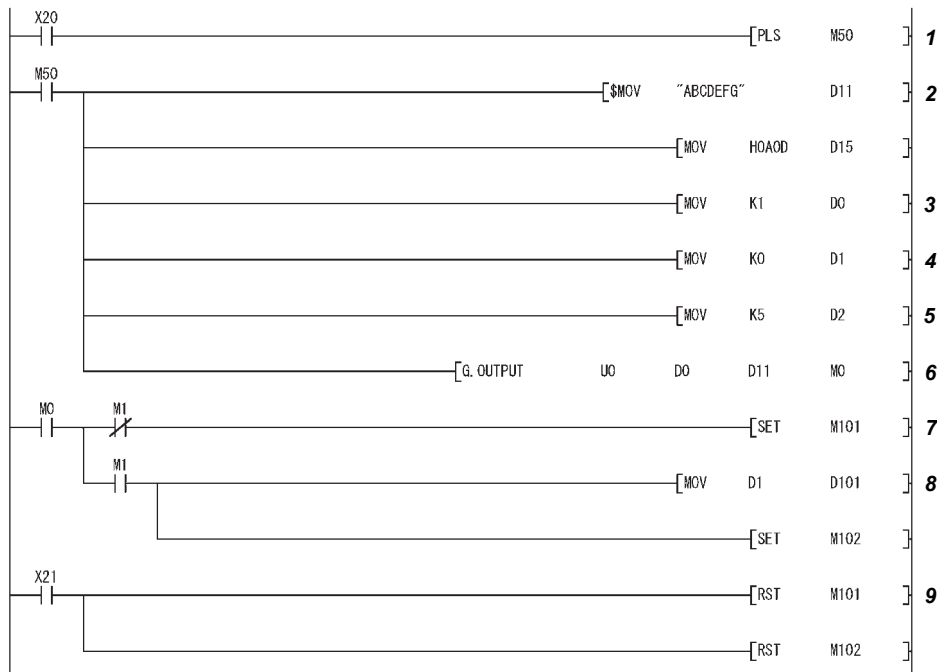 X20
[PLS M50] 1
M50
[$MOV "ABCDEFG" D11] 2
[MOV H0A0D D15]
[MOV K1 D0] 3
[MOV K0 D1] 4
[MOV K5 D2] 5
[G.OUTPUT U0 D0 D11 M0] 6
M0 M1
[SET M101] 7
M1
[MOV D1 D101] 8
[SET M102]
X21
[RST M101] 9
[RST M102]